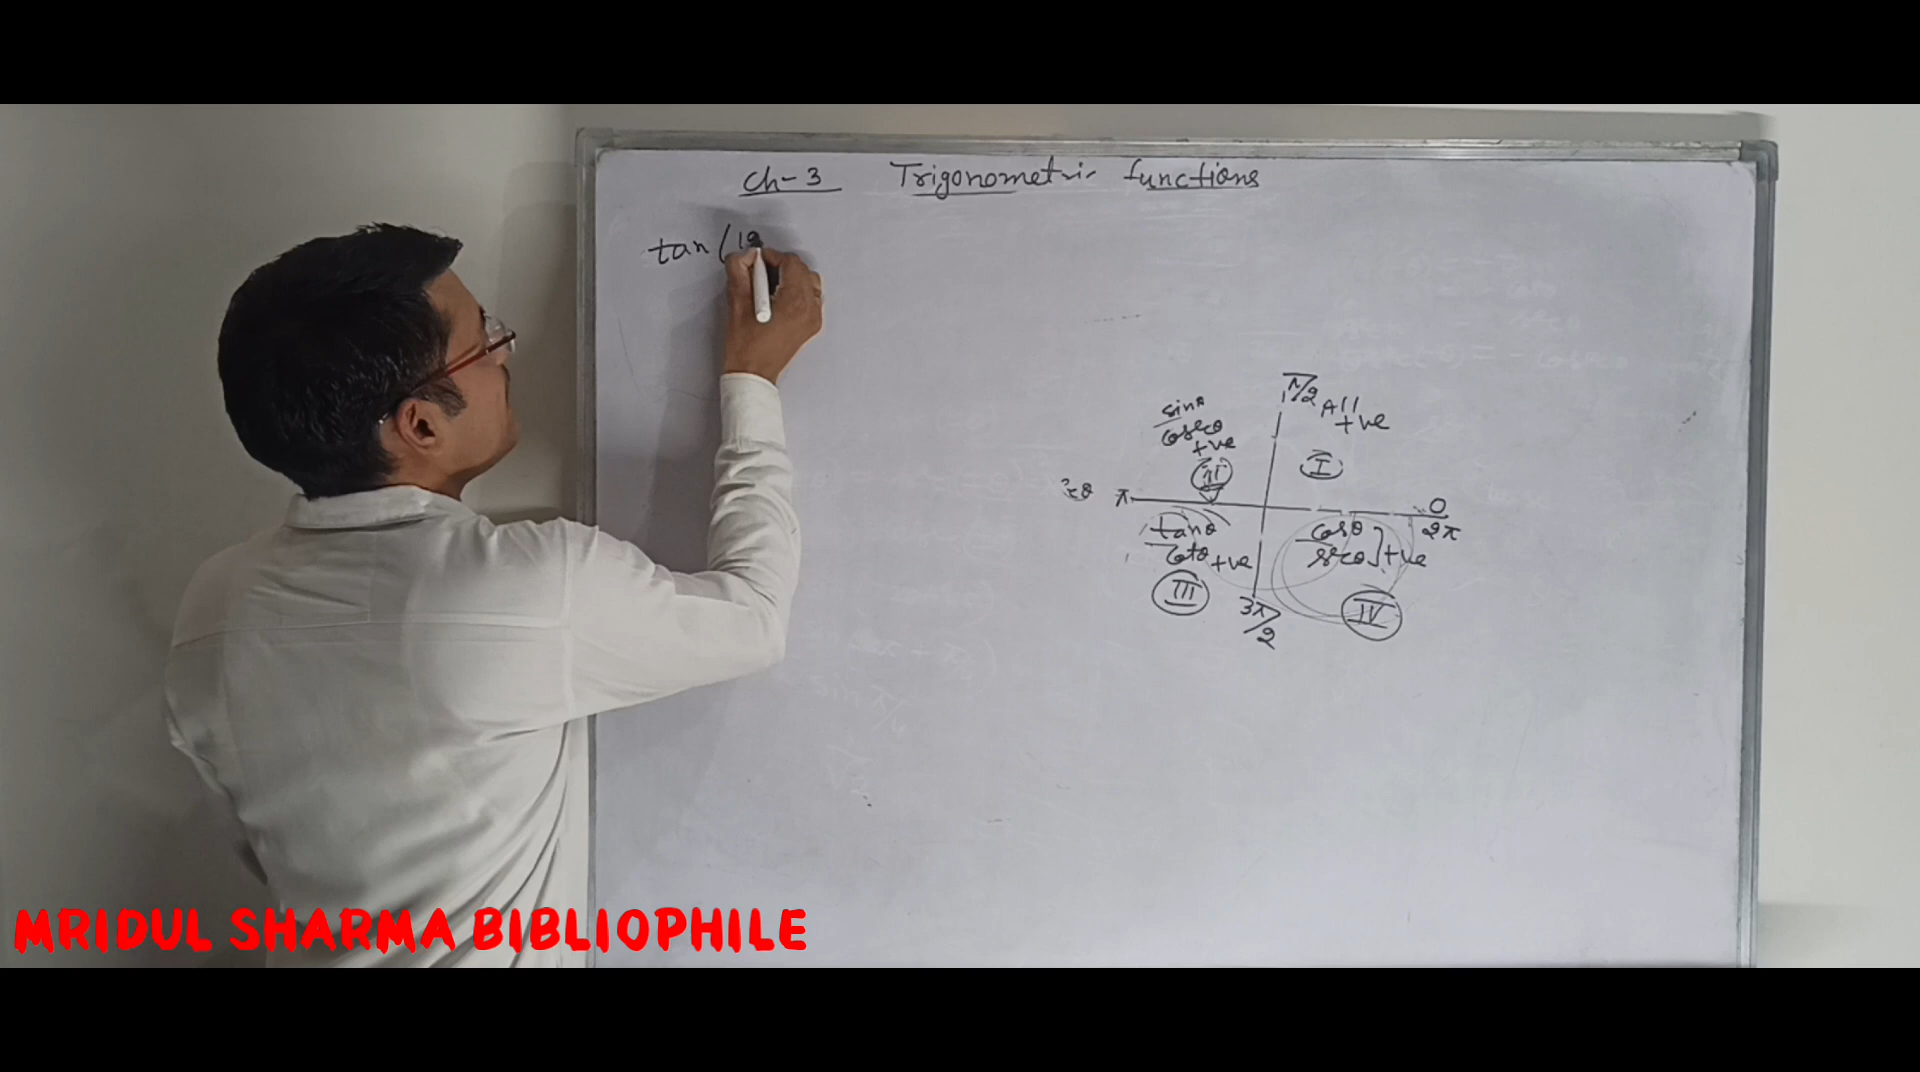 Ch-3 Trigonometric functions
tan (19
π/2
All
+ve
sinθ
cosecθ
+ve
II
I
π
0
2π
tanθ
cotθ +ve
III
cosθ
secθ ] +ve
IV
3π/2
MRIDUL SHARMA BIBLIOPHILE